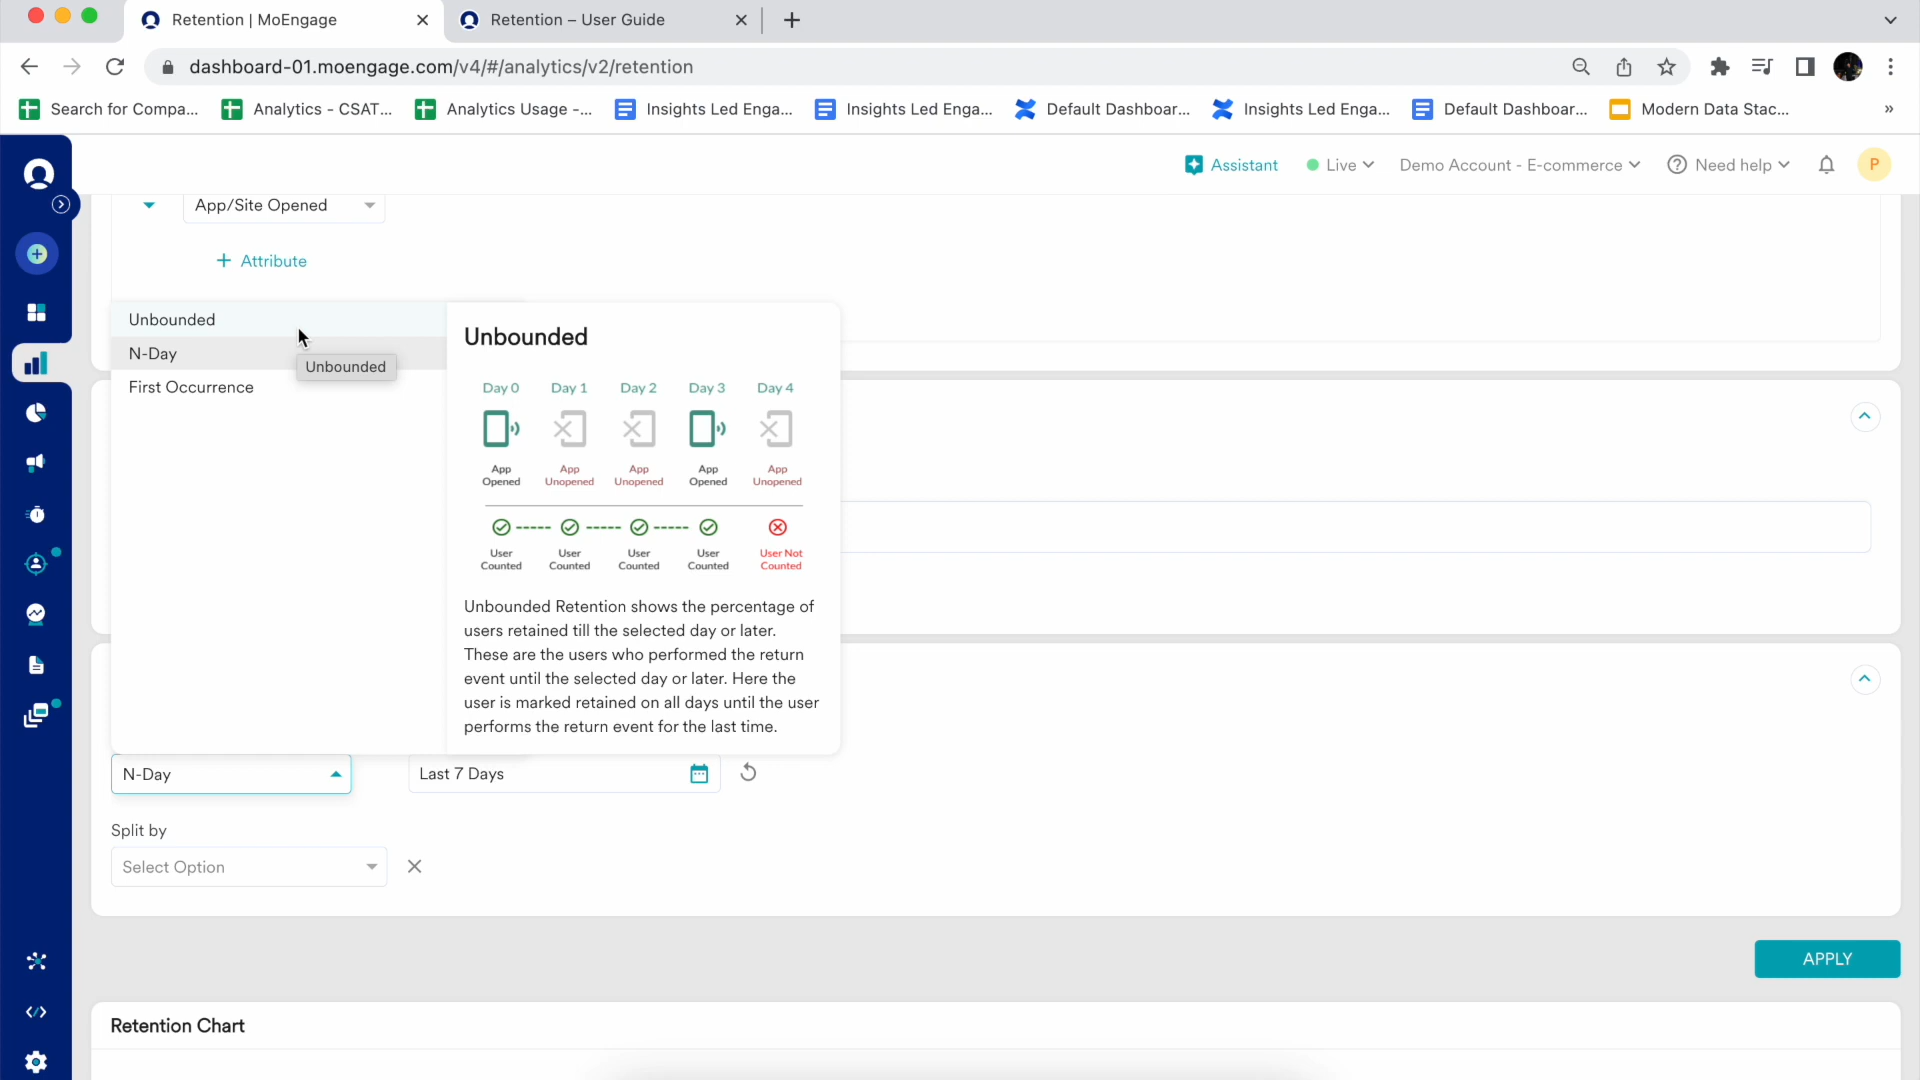 Retention | MoEngage
Retention – User Guide
dashboard-01.moengage.com/v4/#/analytics/v2/retention
Search for Compa...
Analytics - CSAT...
Analytics Usage -...
Insights Led Enga...
Insights Led Enga...
Default Dashboar...
Insights Led Enga...
Default Dashboar...
Modern Data Stac...
»
Assistant
Live
Demo Account - E-commerce
Need help
P
App/Site Opened
+ Attribute
Unbounded
N-Day
Unbounded
First Occurrence
Unbounded
Day 0 Day 1 Day 2 Day 3 Day 4
App App App App App
Opened Unopened Unopened Opened Unopened
User User User User User Not
Counted Counted Counted Counted Counted
Unbounded Retention shows the percentage of
users retained till the selected day or later.
These are the users who performed the return
event until the selected day or later. Here the
user is marked retained on all days until the user
performs the return event for the last time.
N-Day
Last 7 Days
Split by
Select Option
APPLY
Retention Chart